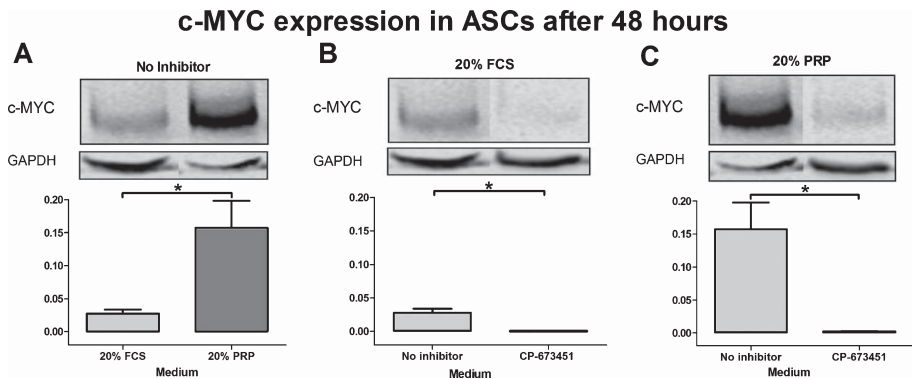 c-MYC expression in ASCs after 48 hours
A
No Inhibitor
c-MYC
GAPDH
*
0.20
0.15
0.10
0.05
0.00
20% FCS 20% PRP
Medium
B
20% FCS
c-MYC
GAPDH
*
0.20
0.15
0.10
0.05
0.00
No inhibitor CP-673451
Medium
C
20% PRP
c-MYC
GAPDH
*
0.20
0.15
0.10
0.05
0.00
No inhibitor CP-673451
Medium